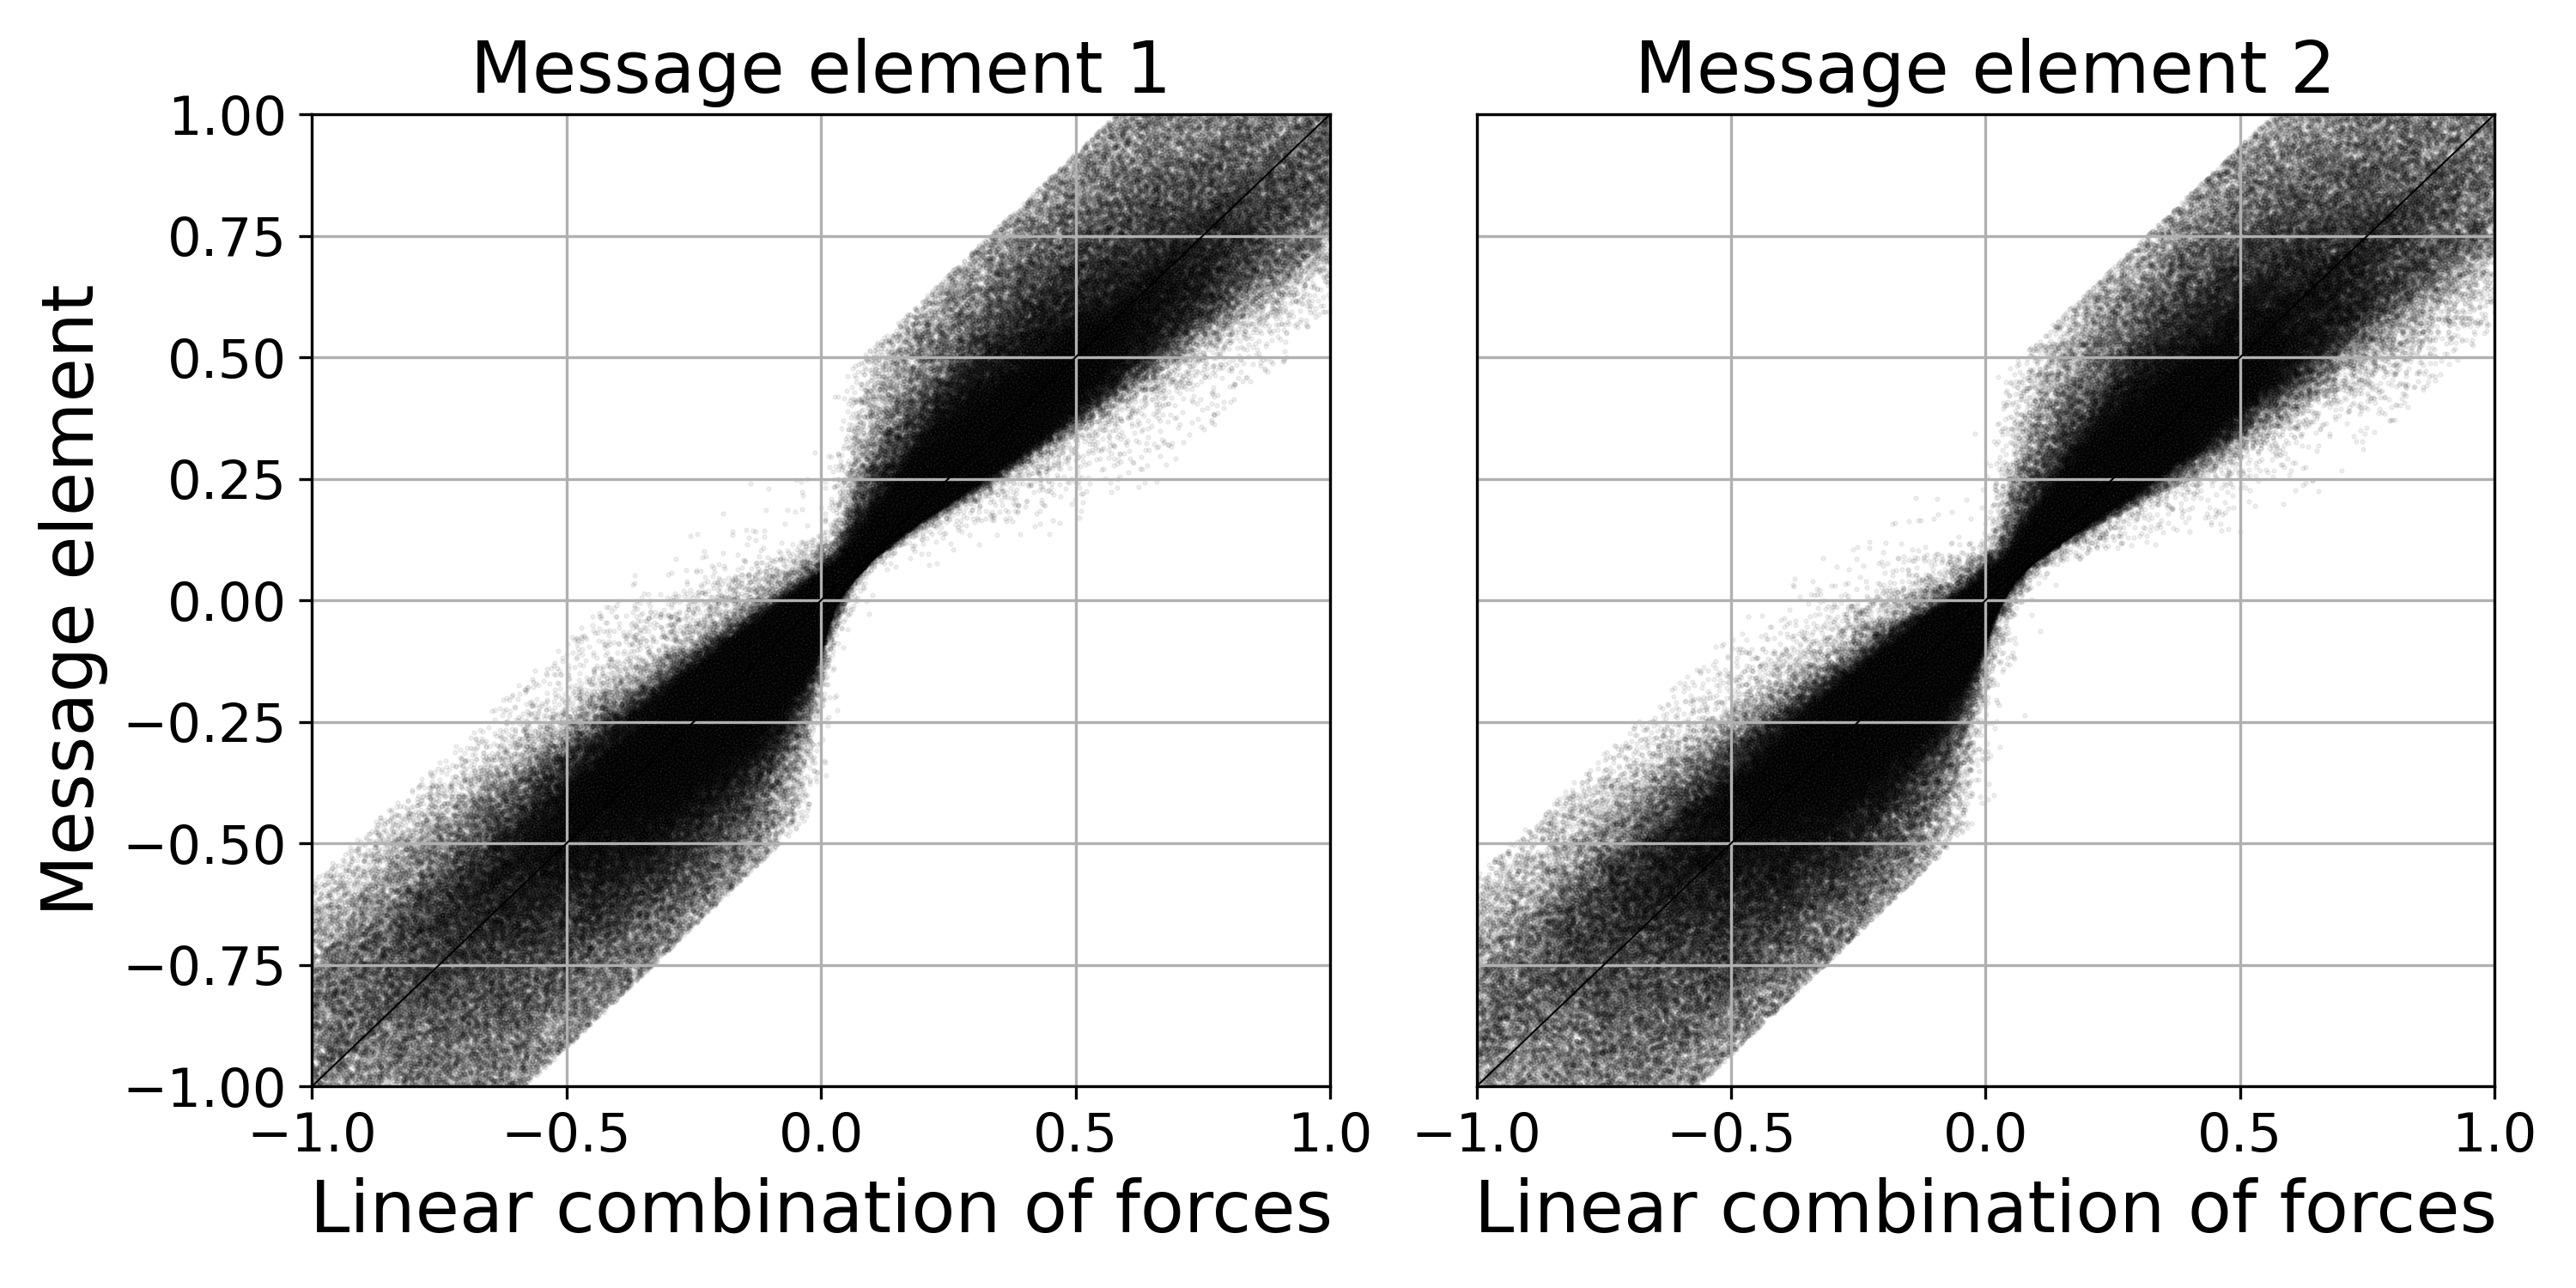 Message element 1
Message element 2
Message element
1.00
0.75
0.50
0.25
0.00
−0.25
−0.50
−0.75
−1.00
−1.0 −0.5 0.0 0.5 1.0
−1.0 −0.5 0.0 0.5 1.0
Linear combination of forces
Linear combination of forces